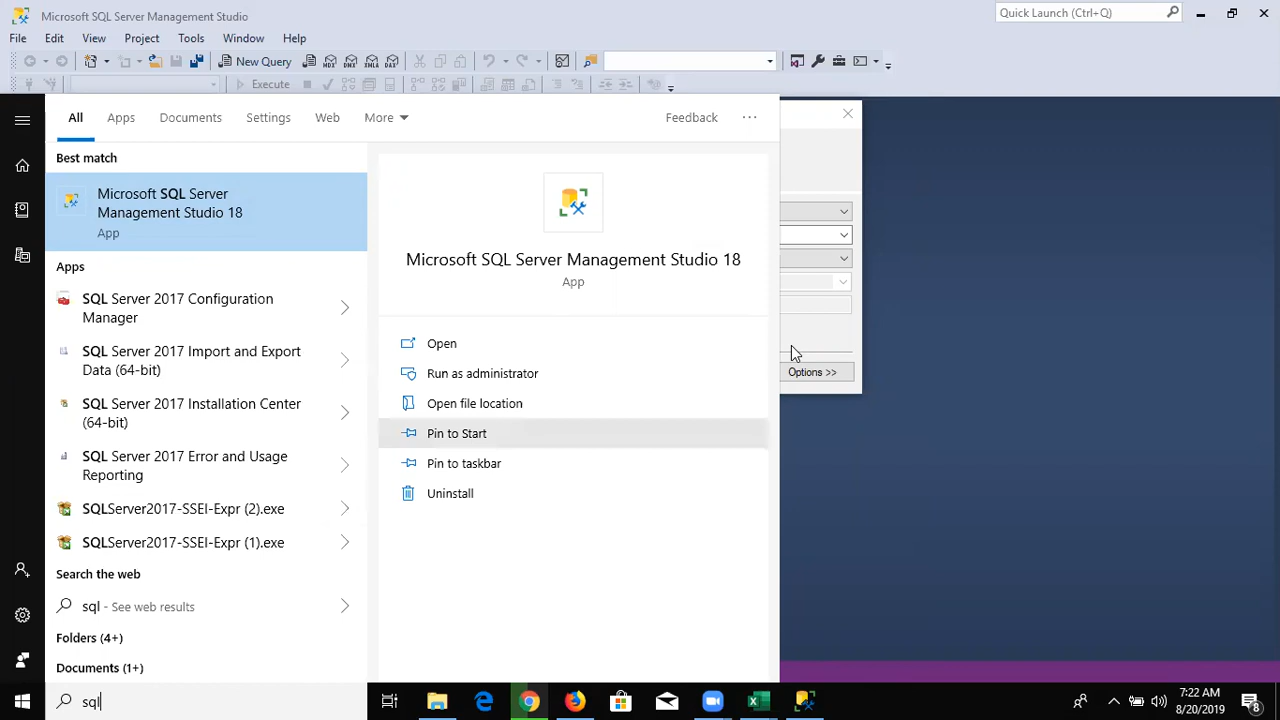 Microsoft SQL Server Management Studio
Quick Launch (Ctrl+Q)
File Edit View Project Tools Window Help
New Query
MDX DMX XMLA DAX
Execute
All Apps Documents Settings Web More Feedback
Best match
Microsoft SQL Server
Management Studio 18
App
Apps
SQL Server 2017 Configuration
Manager
SQL Server 2017 Import and Export
Data (64-bit)
SQL Server 2017 Installation Center
(64-bit)
SQL Server 2017 Error and Usage
Reporting
SQLServer2017-SSEI-Expr (2).exe
SQLServer2017-SSEI-Expr (1).exe
Search the web
sql - See web results
Folders (4+)
Documents (1+)
sql
Microsoft SQL Server Management Studio 18
App
Open
Run as administrator
Open file location
Pin to Start
Pin to taskbar
Uninstall
Options >>
7:22 AM
8/20/2019
8